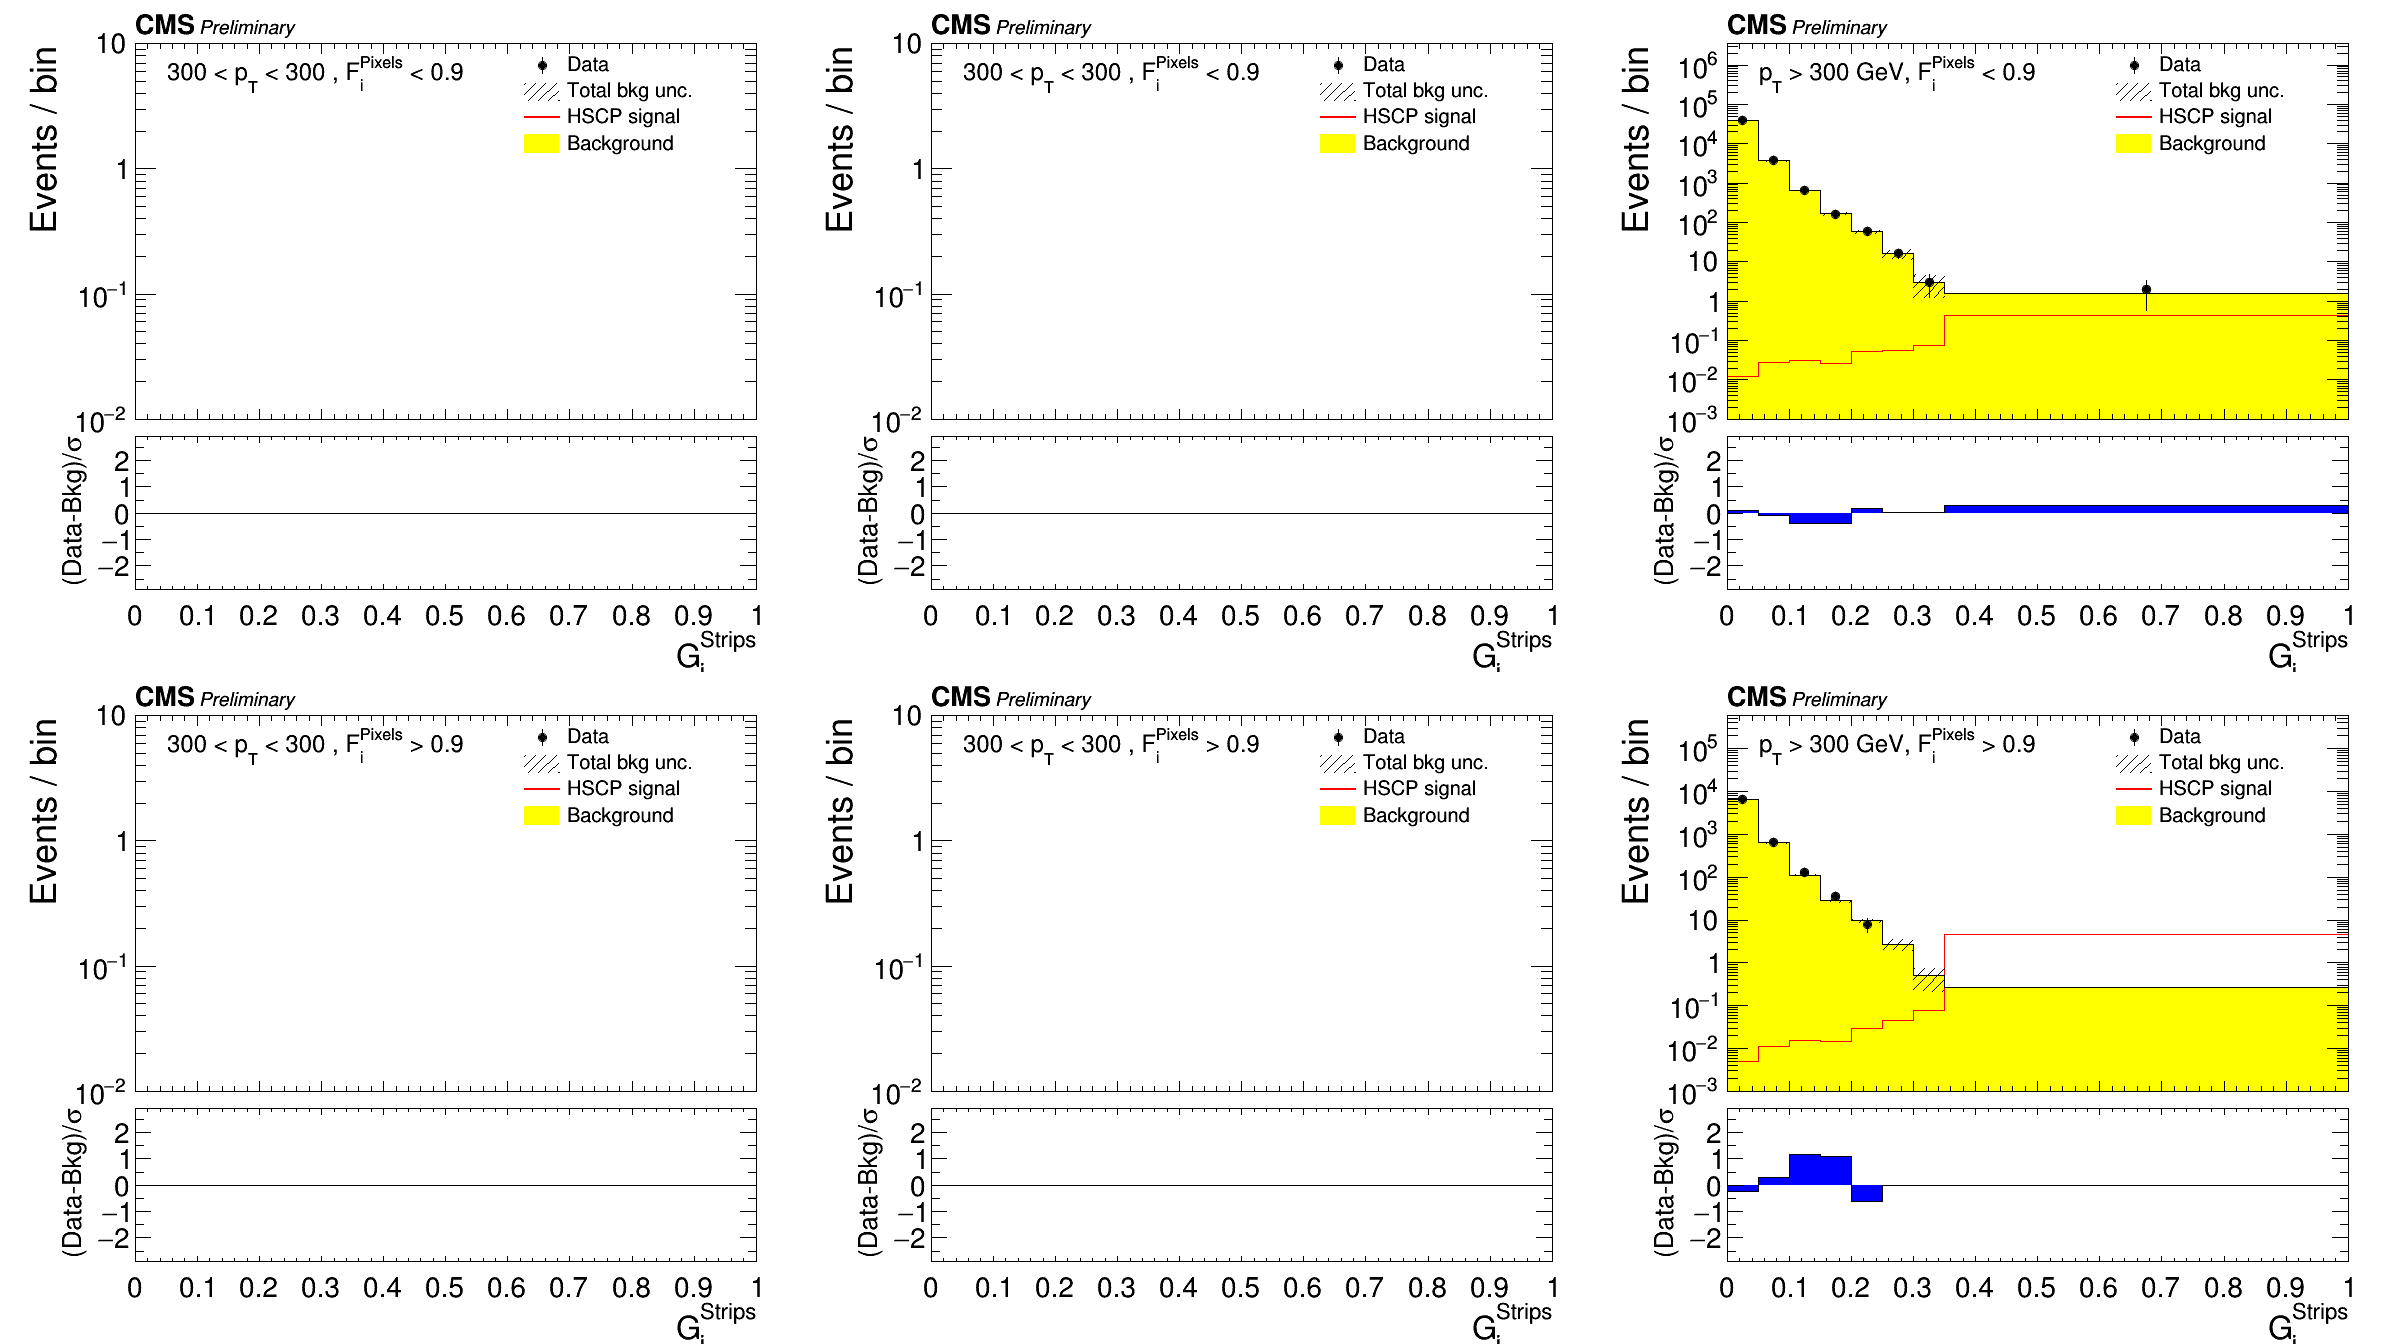 CMS Preliminary
Events / bin
300 < p_T < 300 , F_i^Pixels < 0.9
Data
Total bkg unc.
HSCP signal
Background
10
1
10^−1
10^−2
(Data-Bkg)/σ
2
1
0
−1
−2
0 0.1 0.2 0.3 0.4 0.5 0.6 0.7 0.8 0.9 1
G_i^Strips
CMS Preliminary
Events / bin
300 < p_T < 300 , F_i^Pixels < 0.9
Data
Total bkg unc.
HSCP signal
Background
10
1
10^−1
10^−2
(Data-Bkg)/σ
2
1
0
−1
−2
0 0.1 0.2 0.3 0.4 0.5 0.6 0.7 0.8 0.9 1
G_i^Strips
CMS Preliminary
Events / bin
p_T > 300 GeV, F_i^Pixels < 0.9
Data
Total bkg unc.
HSCP signal
Background
10^6
10^5
10^4
10^3
10^2
10
1
10^−1
10^−2
10^−3
(Data-Bkg)/σ
2
1
0
−1
−2
0 0.1 0.2 0.3 0.4 0.5 0.6 0.7 0.8 0.9 1
G_i^Strips
CMS Preliminary
Events / bin
300 < p_T < 300 , F_i^Pixels > 0.9
Data
Total bkg unc.
HSCP signal
Background
10
1
10^−1
10^−2
(Data-Bkg)/σ
2
1
0
−1
−2
0 0.1 0.2 0.3 0.4 0.5 0.6 0.7 0.8 0.9 1
G_i^Strips
CMS Preliminary
Events / bin
300 < p_T < 300 , F_i^Pixels > 0.9
Data
Total bkg unc.
HSCP signal
Background
10
1
10^−1
10^−2
(Data-Bkg)/σ
2
1
0
−1
−2
0 0.1 0.2 0.3 0.4 0.5 0.6 0.7 0.8 0.9 1
G_i^Strips
CMS Preliminary
Events / bin
p_T > 300 GeV, F_i^Pixels > 0.9
Data
Total bkg unc.
HSCP signal
Background
10^5
10^4
10^3
10^2
10
1
10^−1
10^−2
10^−3
(Data-Bkg)/σ
2
1
0
−1
−2
0 0.1 0.2 0.3 0.4 0.5 0.6 0.7 0.8 0.9 1
G_i^Strips